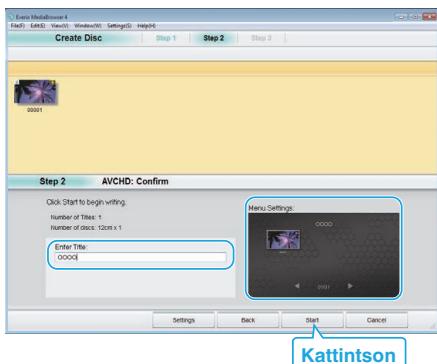 Everio MediaBrowser 4
File(F) Edit(E) View(V) Window(W) Settings(S) Help(H)
Create Disc Step 1 Step 2 Step 3
00001
Step 2 AVCHD: Confirm
Click Start to begin writing.
Number of Titles: 1
Number of discs: 12cm x 1
Enter Title:
OOOO
Menu Settings:
OOOO
Settings Back Start Cancel
Kattintson